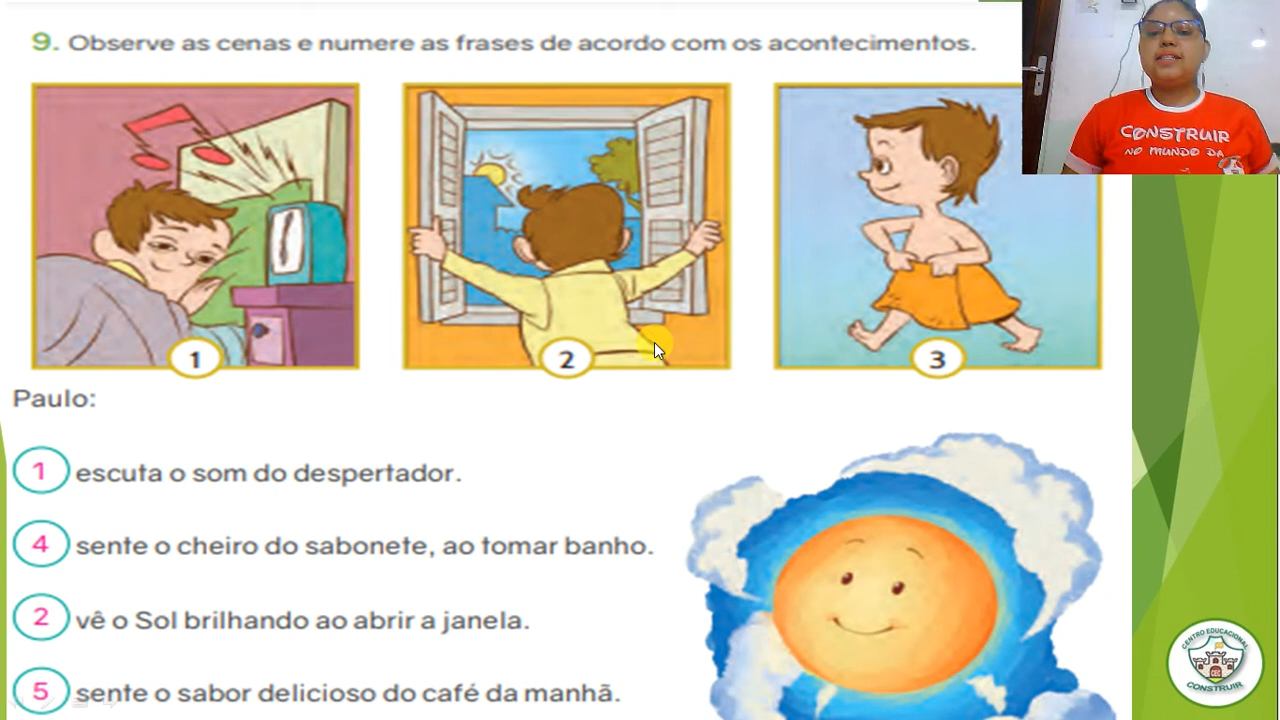 9. Observe as cenas e numere as frases de acordo com os acontecimentos.
CONSTRUIR
NO MUNDO DA
1
2
3
Paulo:
1 escuta o som do despertador.
4 sente o cheiro do sabonete, ao tomar banho.
2 vê o Sol brilhando ao abrir a janela.
5 sente o sabor delicioso do café da manhã.
CENTRO EDUCACIONAL
CONSTRUIR